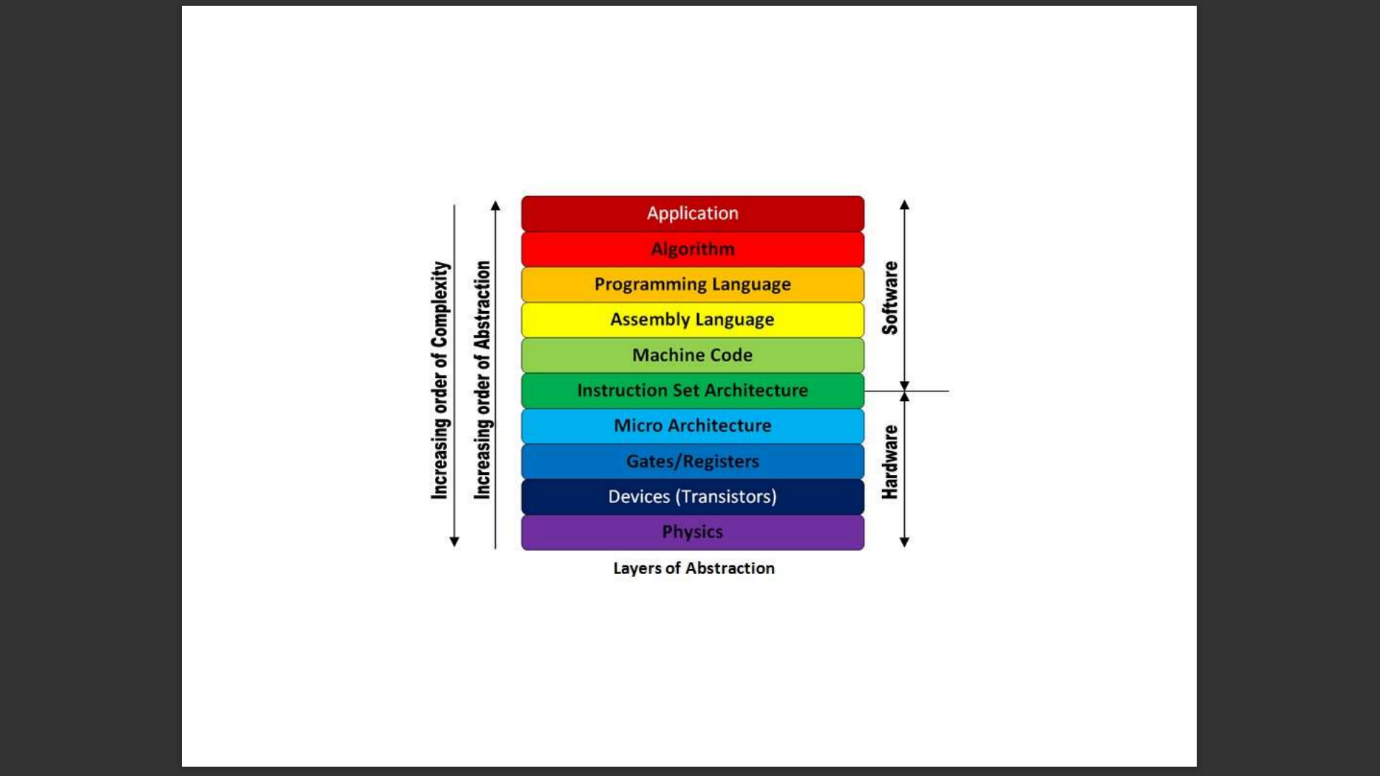 Increasing order of Complexity
Increasing order of Abstraction
Application
Algorithm
Programming Language
Assembly Language
Machine Code
Instruction Set Architecture
Micro Architecture
Gates/Registers
Devices (Transistors)
Physics
Software
Hardware
Layers of Abstraction